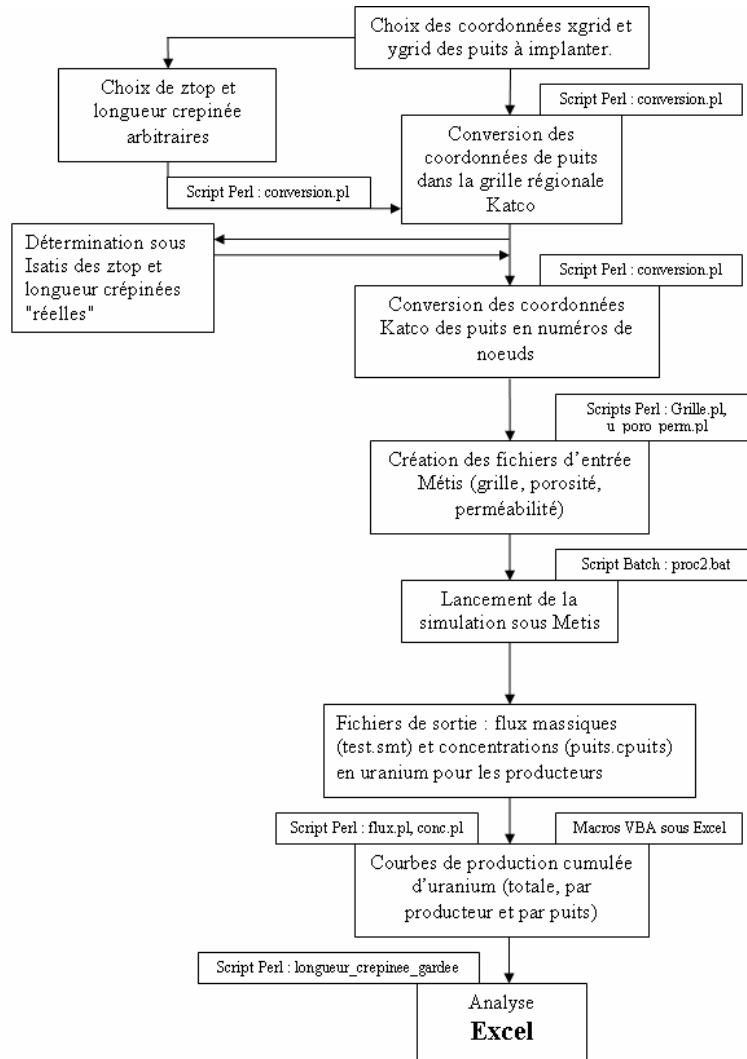 Choix des coordonnées xgrid et
ygrid des puits à implanter.
Choix de ztop et
longueur crepinée
arbitraires
Script Perl : conversion.pl
Conversion des
coordonnées de puits
dans la grille régionale
Katco
Script Perl : conversion.pl
Détermination sous
Isatis des ztop et
longueur crépinées
"réelles"
Script Perl : conversion.pl
Conversion des coordonnées
Katco des puits en numéros de
noeuds
Scripts Perl : Grille.pl,
u_poro_perm.pl
Création des fichiers d'entrée
Métis (grille, porosité,
perméabilité)
Script Batch : proc2.bat
Lancement de la
simulation sous Metis
Fichiers de sortie : flux massiques
(test.smt) et concentrations (puits.cpuits)
en uranium pour les producteurs
Script Perl : flux.pl, conc.pl
Macros VBA sous Excel
Courbes de production cumulée
d'uranium (totale, par
producteur et par puits)
Script Perl : longueur_crepinee_gardee
Analyse
Excel